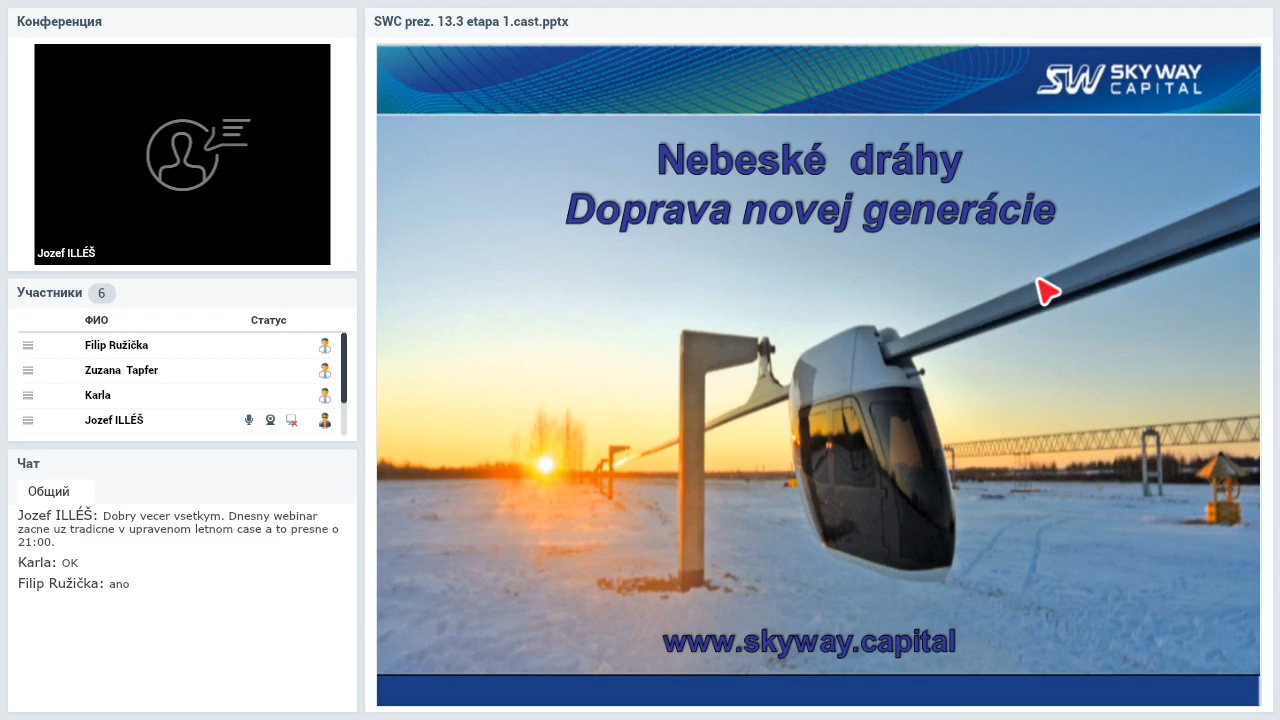 Конференция
Jozef ILLÉŠ
Участники 6
ФИО Статус
Filip Ružička
Zuzana Tapfer
Karla
Jozef ILLÉŠ
Чат
Общий
Jozef ILLÉŠ: Dobry vecer vsetkym. Dnesny webinar
zacne uz tradicne v upravenom letnom case a to presne o
21:00.
Karla: OK
Filip Ružička: ano
SWC prez. 13.3 etapa 1.cast.pptx
SW SKY WAY
CAPITAL
Nebeské dráhy
Doprava novej generácie
www.skyway.capital